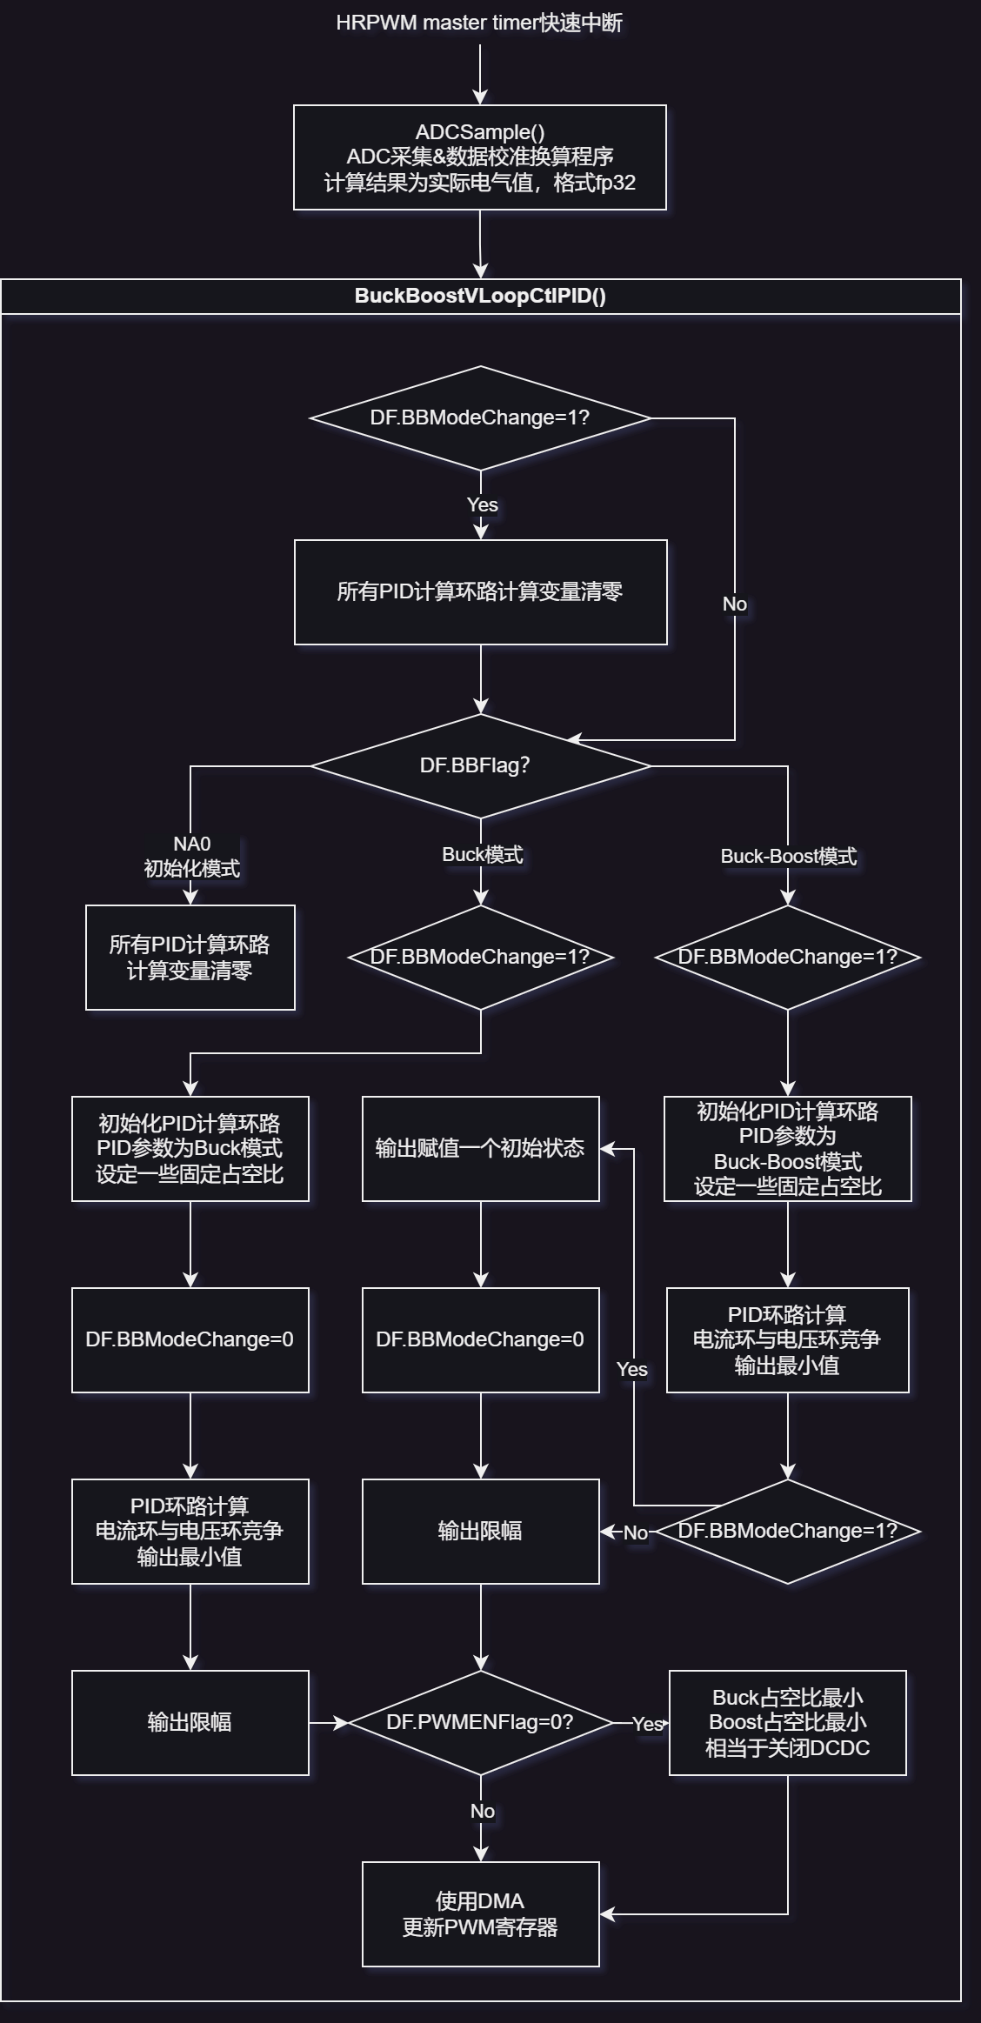 HRPWM master timer快速中断
ADCSample()
ADC采集&数据校准换算程序
计算结果为实际电气值，格式fp32
BuckBoostVLoopCtlPID()
DF.BBModeChange=1?
Yes
No
所有PID计算环路计算变量清零
DF.BBFlag?
NA0
初始化模式
Buck模式
Buck-Boost模式
所有PID计算环路
计算变量清零
DF.BBModeChange=1?
DF.BBModeChange=1?
初始化PID计算环路
PID参数为Buck模式
设定一些固定占空比
输出赋值一个初始状态
初始化PID计算环路
PID参数为
Buck-Boost模式
设定一些固定占空比
DF.BBModeChange=0
DF.BBModeChange=0
PID环路计算
电流环与电压环竞争
输出最小值
Yes
PID环路计算
电流环与电压环竞争
输出最小值
输出限幅
No
DF.BBModeChange=1?
输出限幅
DF.PWMENFlag=0?
Yes
Buck占空比最小
Boost占空比最小
相当于关闭DCDC
No
使用DMA
更新PWM寄存器